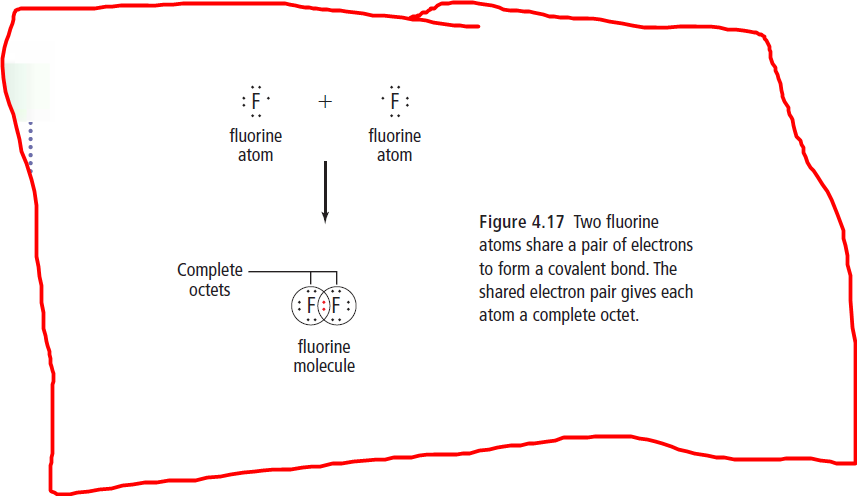 :F· + ·F:
fluorine atom fluorine atom
Complete octets
:F:F:
fluorine molecule
Figure 4.17 Two fluorine
atoms share a pair of electrons
to form a covalent bond. The
shared electron pair gives each
atom a complete octet.